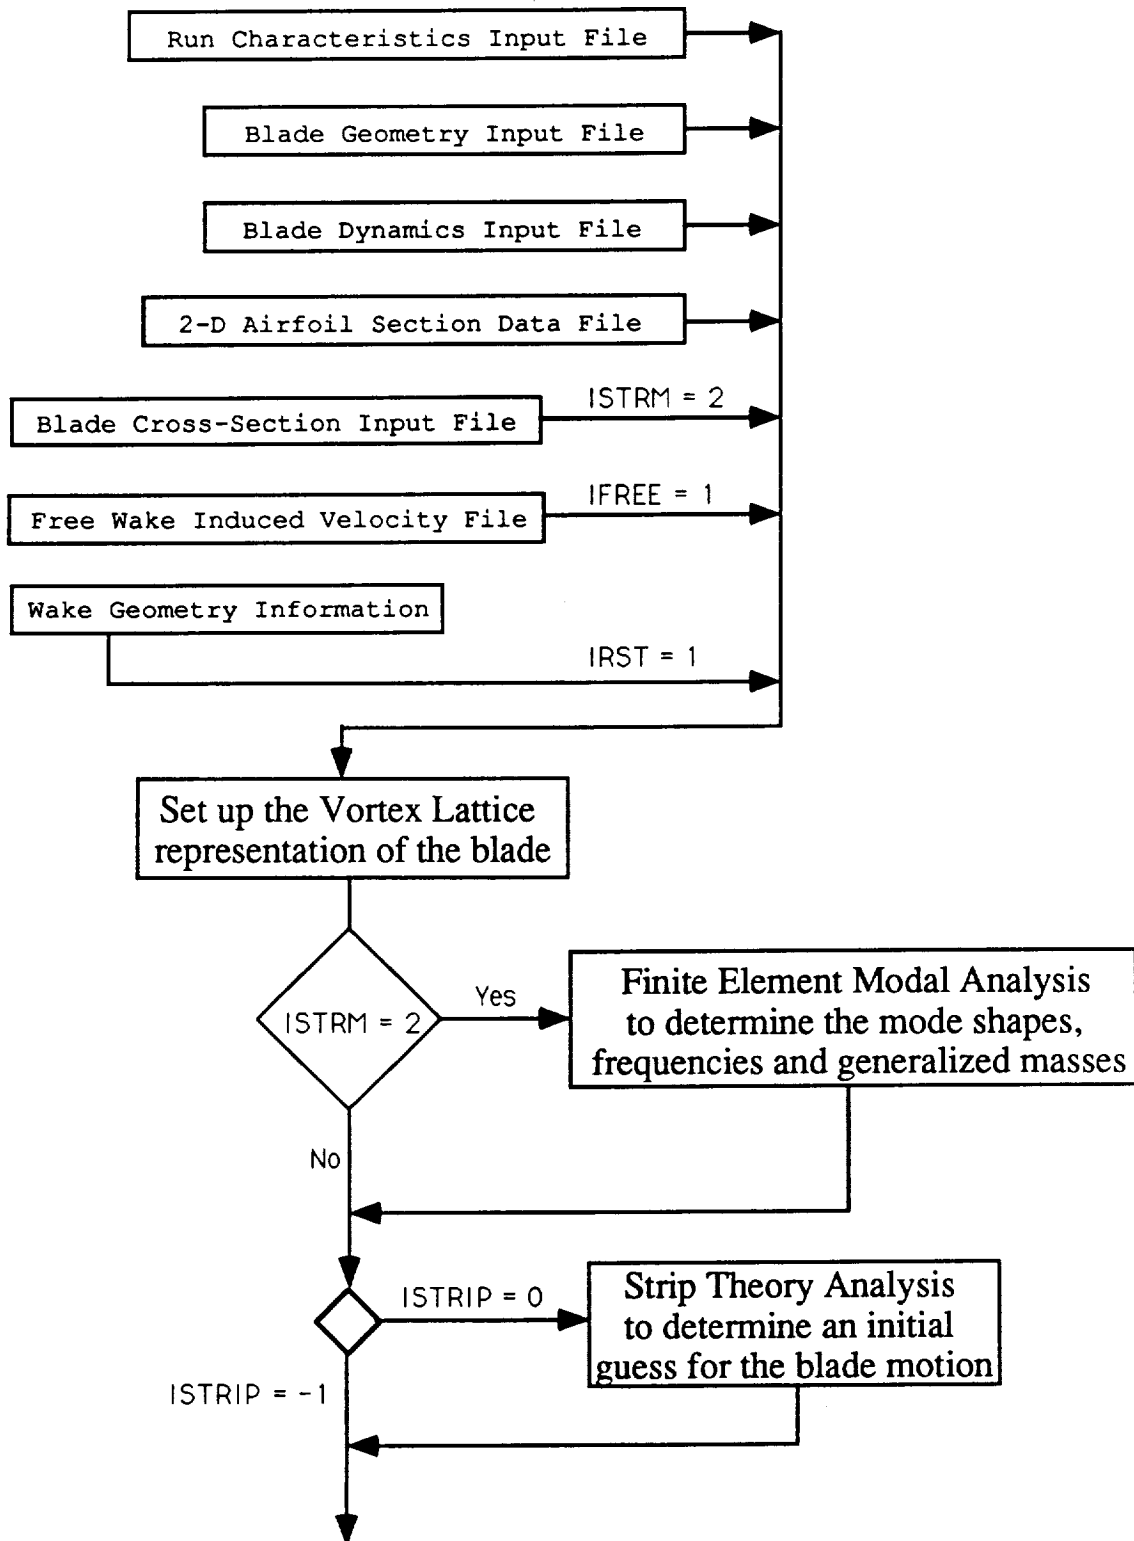 Run Characteristics Input File
Blade Geometry Input File
Blade Dynamics Input File
2-D Airfoil Section Data File
ISTRM = 2
Blade Cross-Section Input File
IFREE = 1
Free Wake Induced Velocity File
Wake Geometry Information
IRST = 1
Set up the Vortex Lattice
representation of the blade
ISTRM = 2
Yes
Finite Element Modal Analysis
to determine the mode shapes,
frequencies and generalized masses
No
ISTRIP = 0
Strip Theory Analysis
to determine an initial
guess for the blade motion
ISTRIP = -1